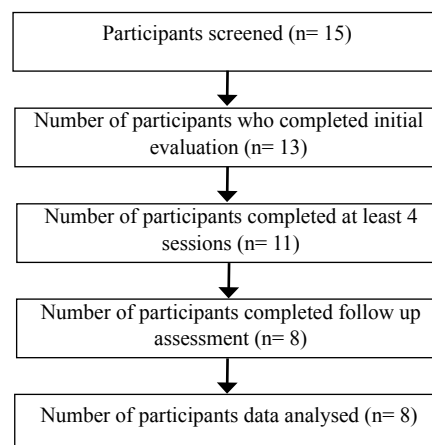 Participants screened (n= 15)
Number of participants who completed initial
evaluation (n= 13)
Number of participants completed at least 4
sessions (n= 11)
Number of participants completed follow up
assessment (n= 8)
Number of participants data analysed (n= 8)